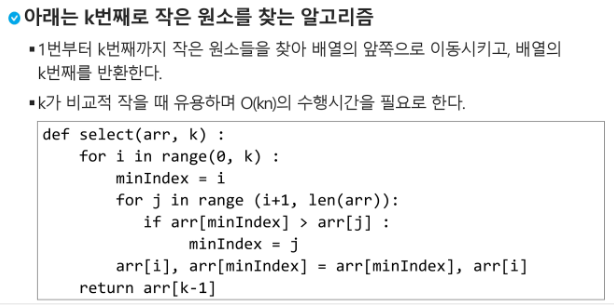 아래는 k번째로 작은 원소를 찾는 알고리즘
▪1번부터 k번째까지 작은 원소들을 찾아 배열의 앞쪽으로 이동시키고, 배열의
k번째를 반환한다.
▪k가 비교적 작을 때 유용하며 O(kn)의 수행시간을 필요로 한다.
def select(arr, k) :
    for i in range(0, k) :
        minIndex = i
        for j in range (i+1, len(arr)):
            if arr[minIndex] > arr[j] :
                minIndex = j
        arr[i], arr[minIndex] = arr[minIndex], arr[i]
    return arr[k-1]